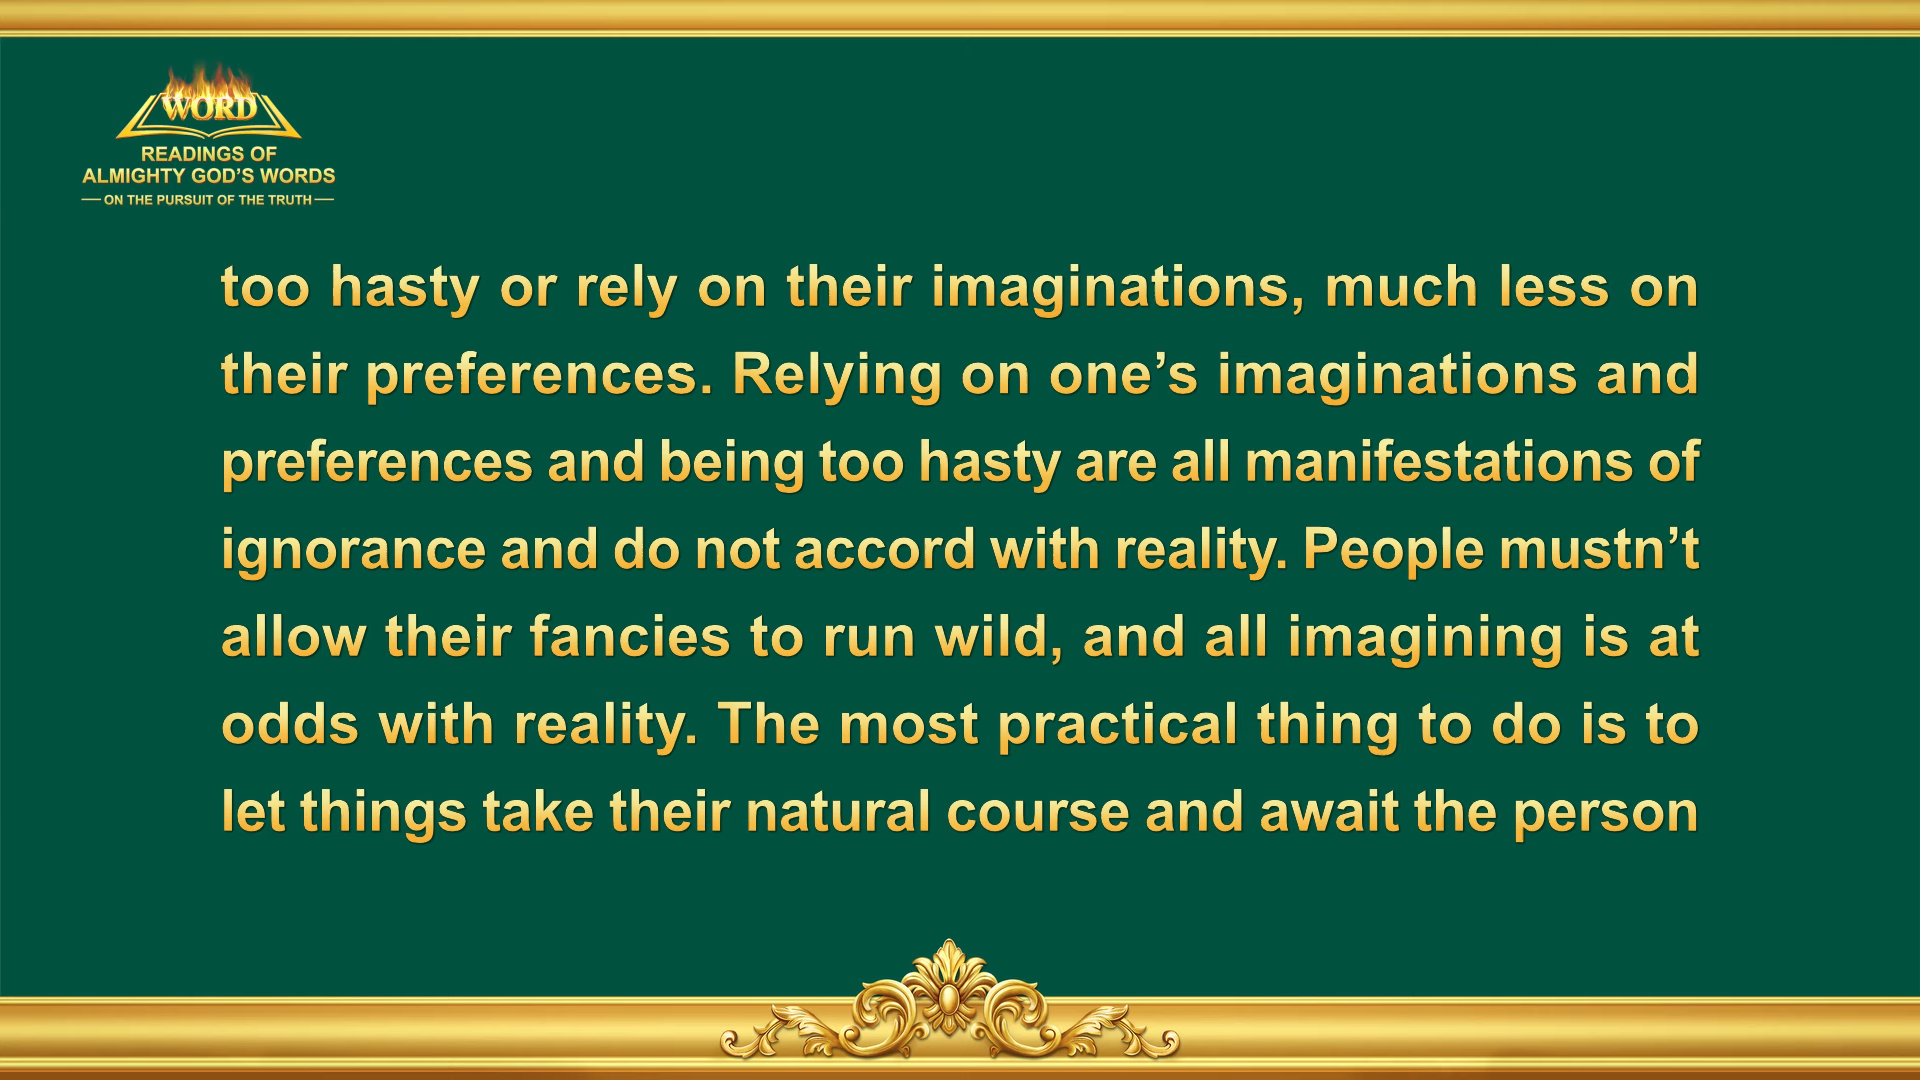 WORD
READINGS OF
ALMIGHTY GOD’S WORDS
— ON THE PURSUIT OF THE TRUTH —
too hasty or rely on their imaginations, much less on
their preferences. Relying on one’s imaginations and
preferences and being too hasty are all manifestations of
ignorance and do not accord with reality. People mustn’t
allow their fancies to run wild, and all imagining is at
odds with reality. The most practical thing to do is to
let things take their natural course and await the person